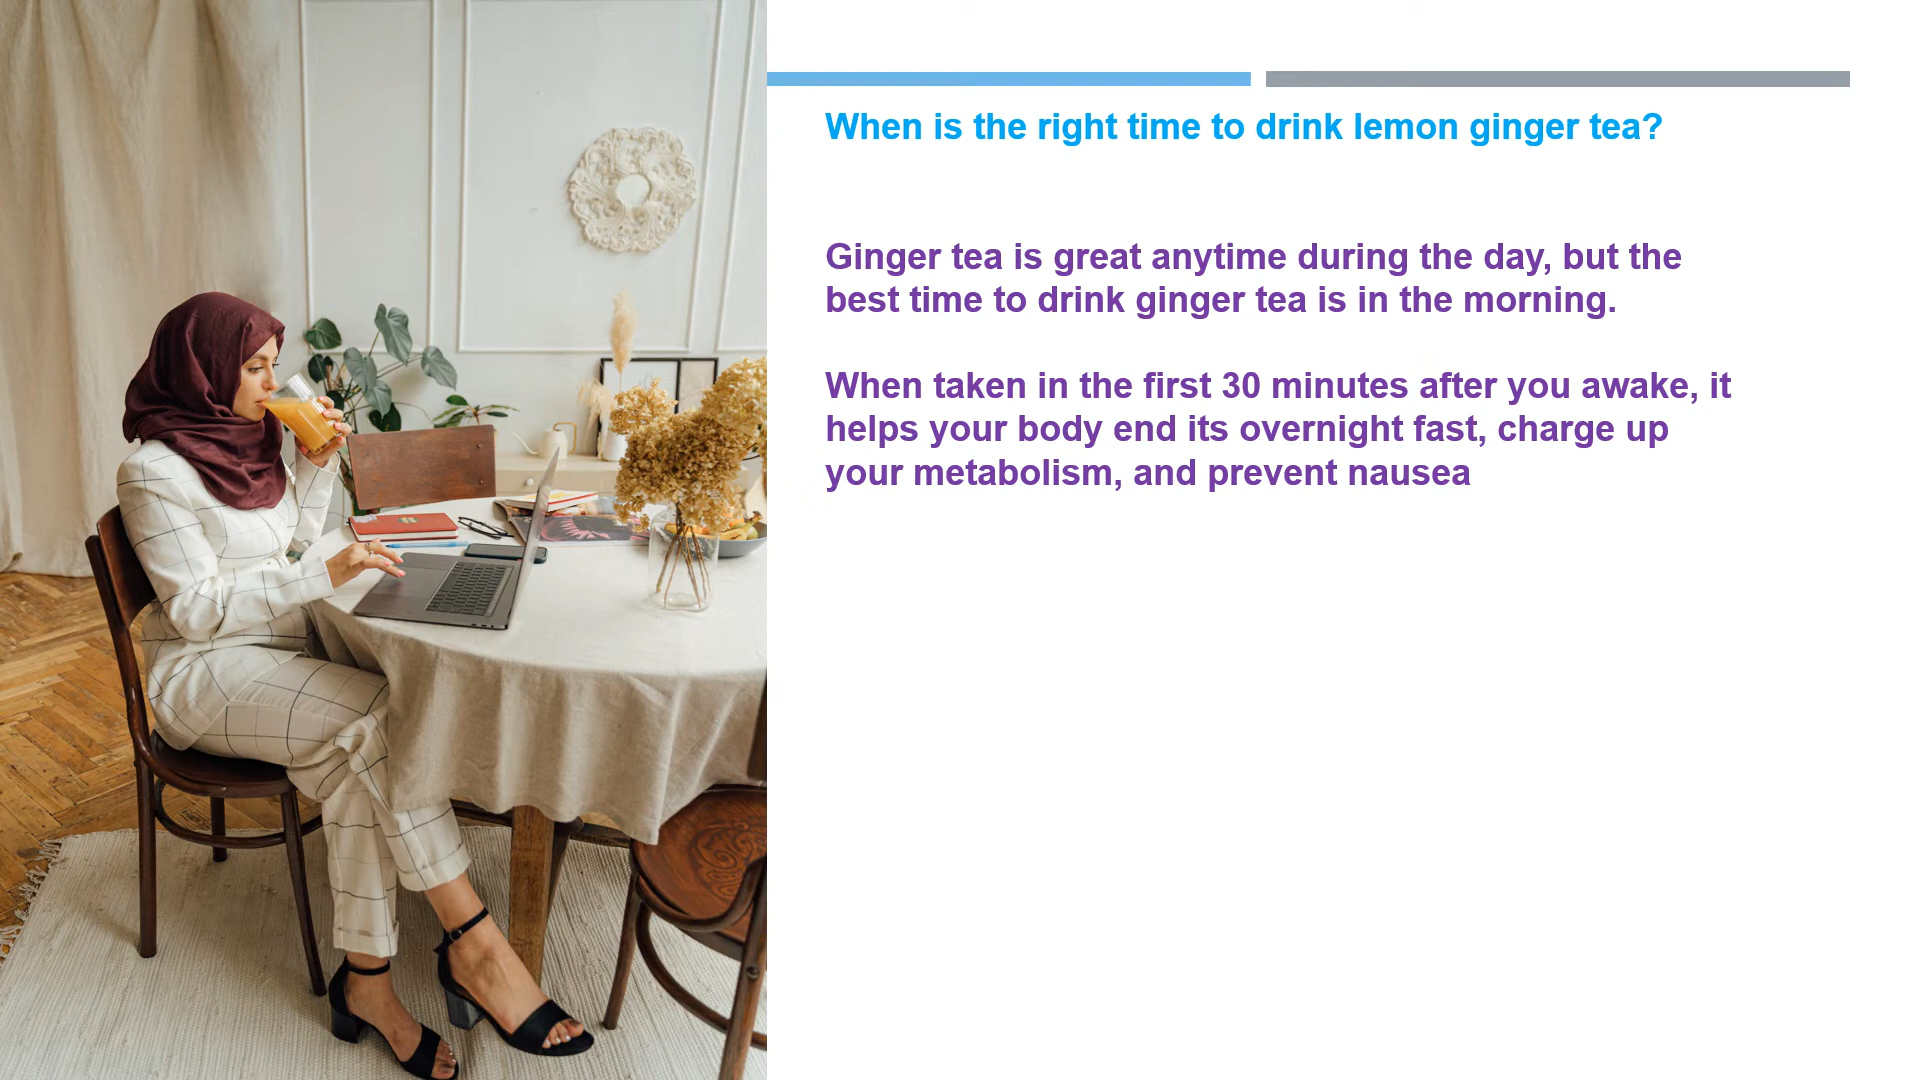 When is the right time to drink lemon ginger tea?
Ginger tea is great anytime during the day, but the
best time to drink ginger tea is in the morning.
When taken in the first 30 minutes after you awake, it
helps your body end its overnight fast, charge up
your metabolism, and prevent nausea